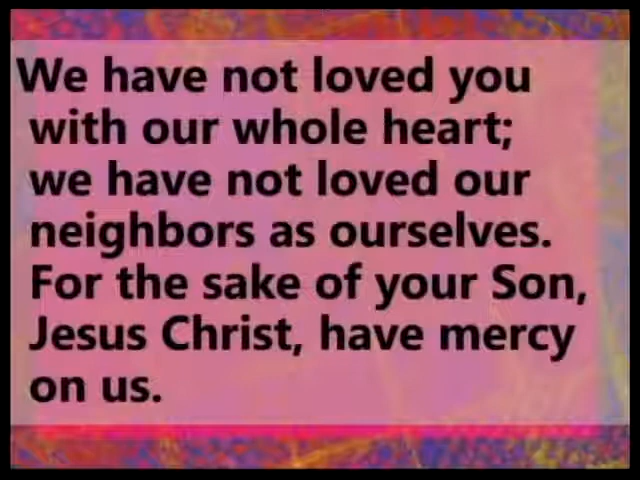 We have not loved you
with our whole heart;
we have not loved our
neighbors as ourselves.
For the sake of your Son,
Jesus Christ, have mercy
on us.